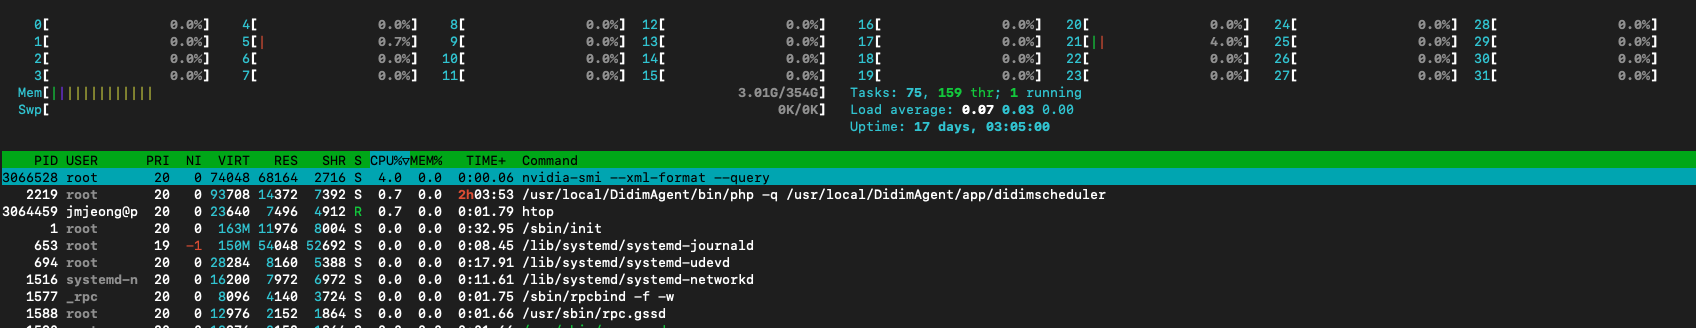 0[ 0.0%] 4[ 0.0%] 8[ 0.0%] 12[ 0.0%] 16[ 0.0%] 20[ 0.0%] 24[ 0.0%] 28[ 0.0%]
1[ 0.0%] 5[| 0.7%] 9[ 0.0%] 13[ 0.0%] 17[ 0.0%] 21[|| 4.0%] 25[ 0.0%] 29[ 0.0%]
2[ 0.0%] 6[ 0.0%] 10[ 0.0%] 14[ 0.0%] 18[ 0.0%] 22[ 0.0%] 26[ 0.0%] 30[ 0.0%]
3[ 0.0%] 7[ 0.0%] 11[ 0.0%] 15[ 0.0%] 19[ 0.0%] 23[ 0.0%] 27[ 0.0%] 31[ 0.0%]
Mem[||||||||||||| 3.01G/354G] Tasks: 75, 159 thr; 1 running
Swp[ 0K/0K] Load average: 0.07 0.03 0.00
Uptime: 17 days, 03:05:00
PID USER PRI NI VIRT RES SHR S CPU%▽MEM% TIME+ Command
3066528 root 20 0 74048 68164 2716 S 4.0 0.0 0:00.06 nvidia-smi --xml-format --query
2219 root 20 0 93708 14372 7392 S 0.7 0.0 2h03:53 /usr/local/DidimAgent/bin/php -q /usr/local/DidimAgent/app/didimscheduler
3064459 jmjeong@p 20 0 23640 7496 4912 R 0.7 0.0 0:01.79 htop
1 root 20 0 163M 11976 8004 S 0.0 0.0 0:32.95 /sbin/init
653 root 19 -1 150M 54048 52692 S 0.0 0.0 0:08.45 /lib/systemd/systemd-journald
694 root 20 0 28284 8160 5388 S 0.0 0.0 0:17.91 /lib/systemd/systemd-udevd
1516 systemd-n 20 0 16200 7972 6972 S 0.0 0.0 0:11.61 /lib/systemd/systemd-networkd
1577 _rpc 20 0 8096 4140 3724 S 0.0 0.0 0:01.75 /sbin/rpcbind -f -w
1588 root 20 0 12976 2152 1864 S 0.0 0.0 0:01.66 /usr/sbin/rpc.gssd